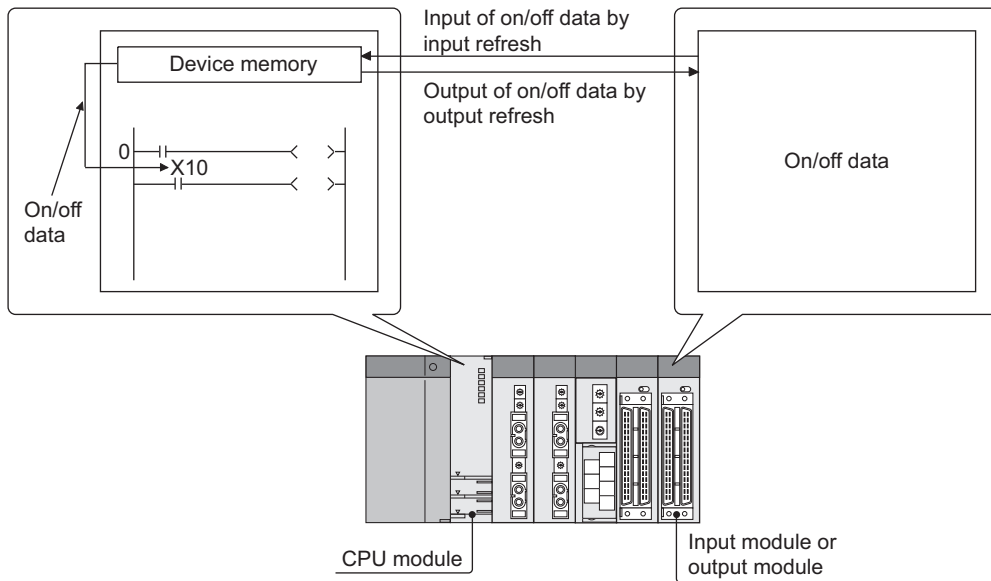 Input of on/off data by
input refresh
Device memory
Output of on/off data by
output refresh
0
X10
On/off data
On/off
data
CPU module
Input module or
output module